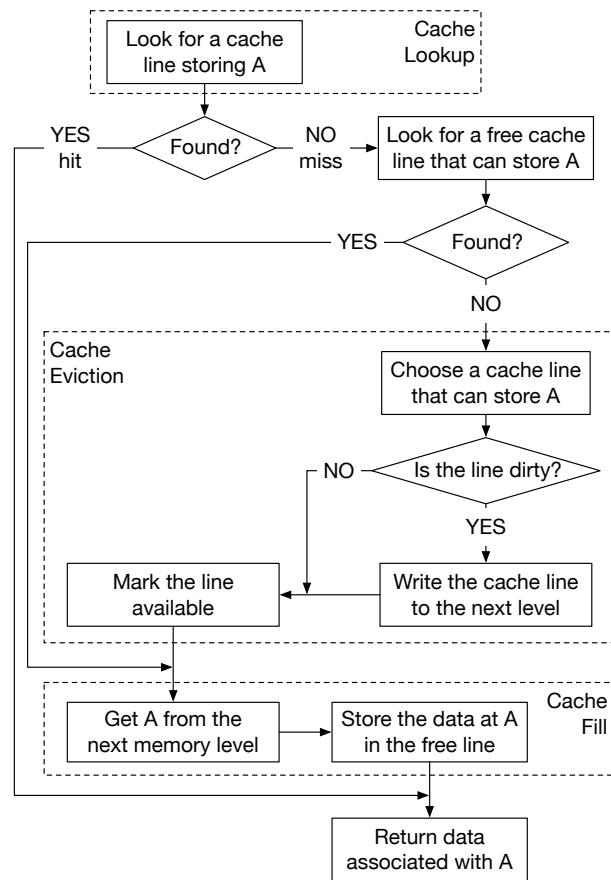 Cache
Lookup
Look for a cache
line storing A
YES
hit
Found?
NO
miss
Look for a free cache
line that can store A
YES
Found?
NO
Cache
Eviction
Choose a cache line
that can store A
NO
Is the line dirty?
YES
Mark the line
available
Write the cache line
to the next level
Get A from the
next memory level
Store the data at A
in the free line
Cache
Fill
Return data
associated with A